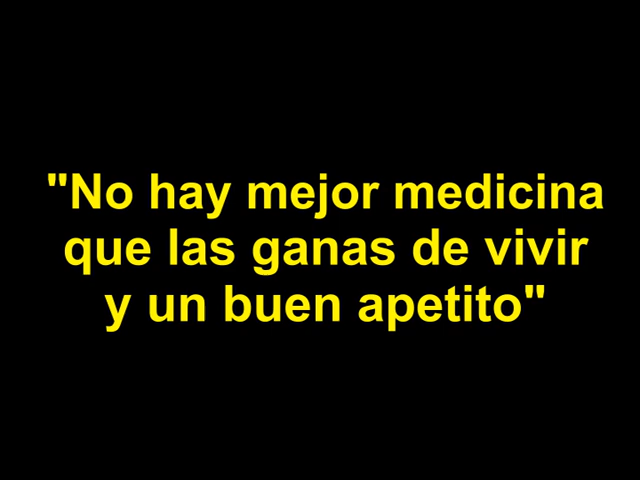 "No hay mejor medicina
que las ganas de vivir
y un buen apetito"